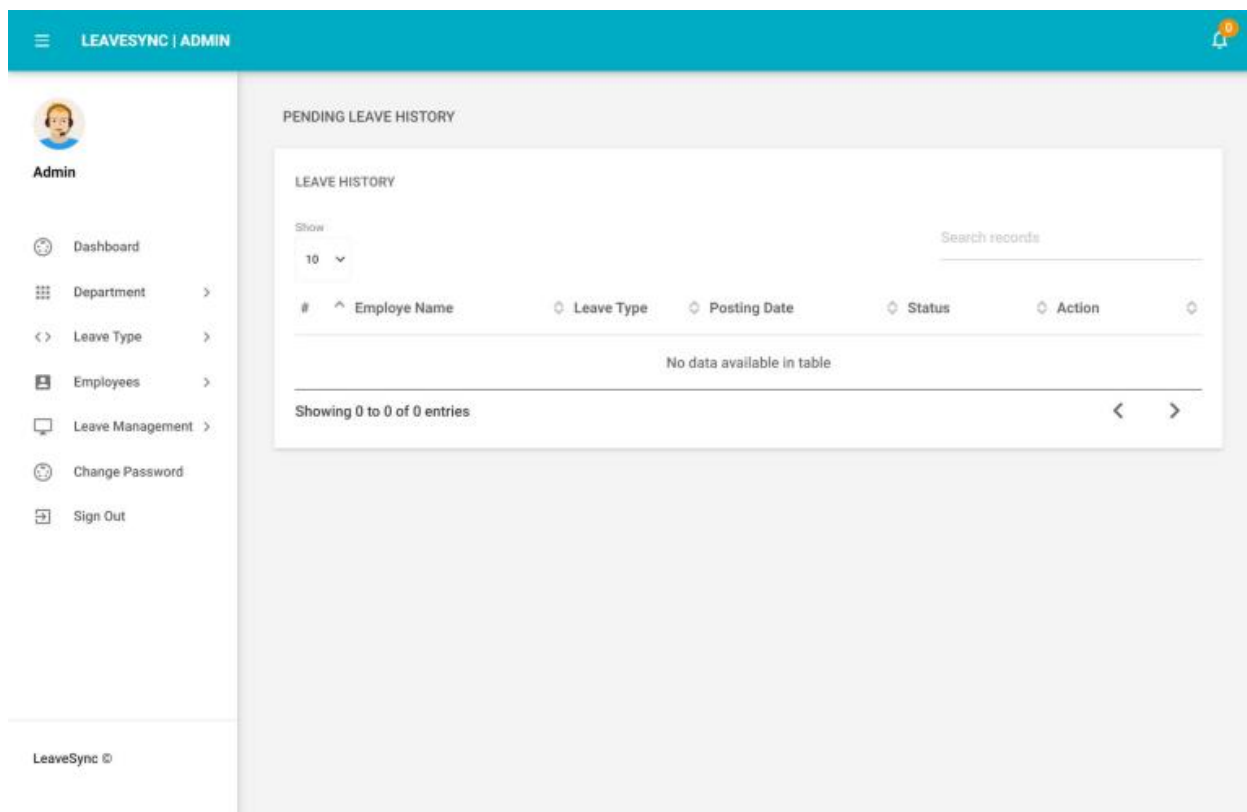 LEAVESYNC | ADMIN
0
Admin
Dashboard
Department
Leave Type
Employees
Leave Management
Change Password
Sign Out
LeaveSync ©
PENDING LEAVE HISTORY
LEAVE HISTORY
Show
10
Search records
# Employe Name Leave Type Posting Date Status Action
No data available in table
Showing 0 to 0 of 0 entries